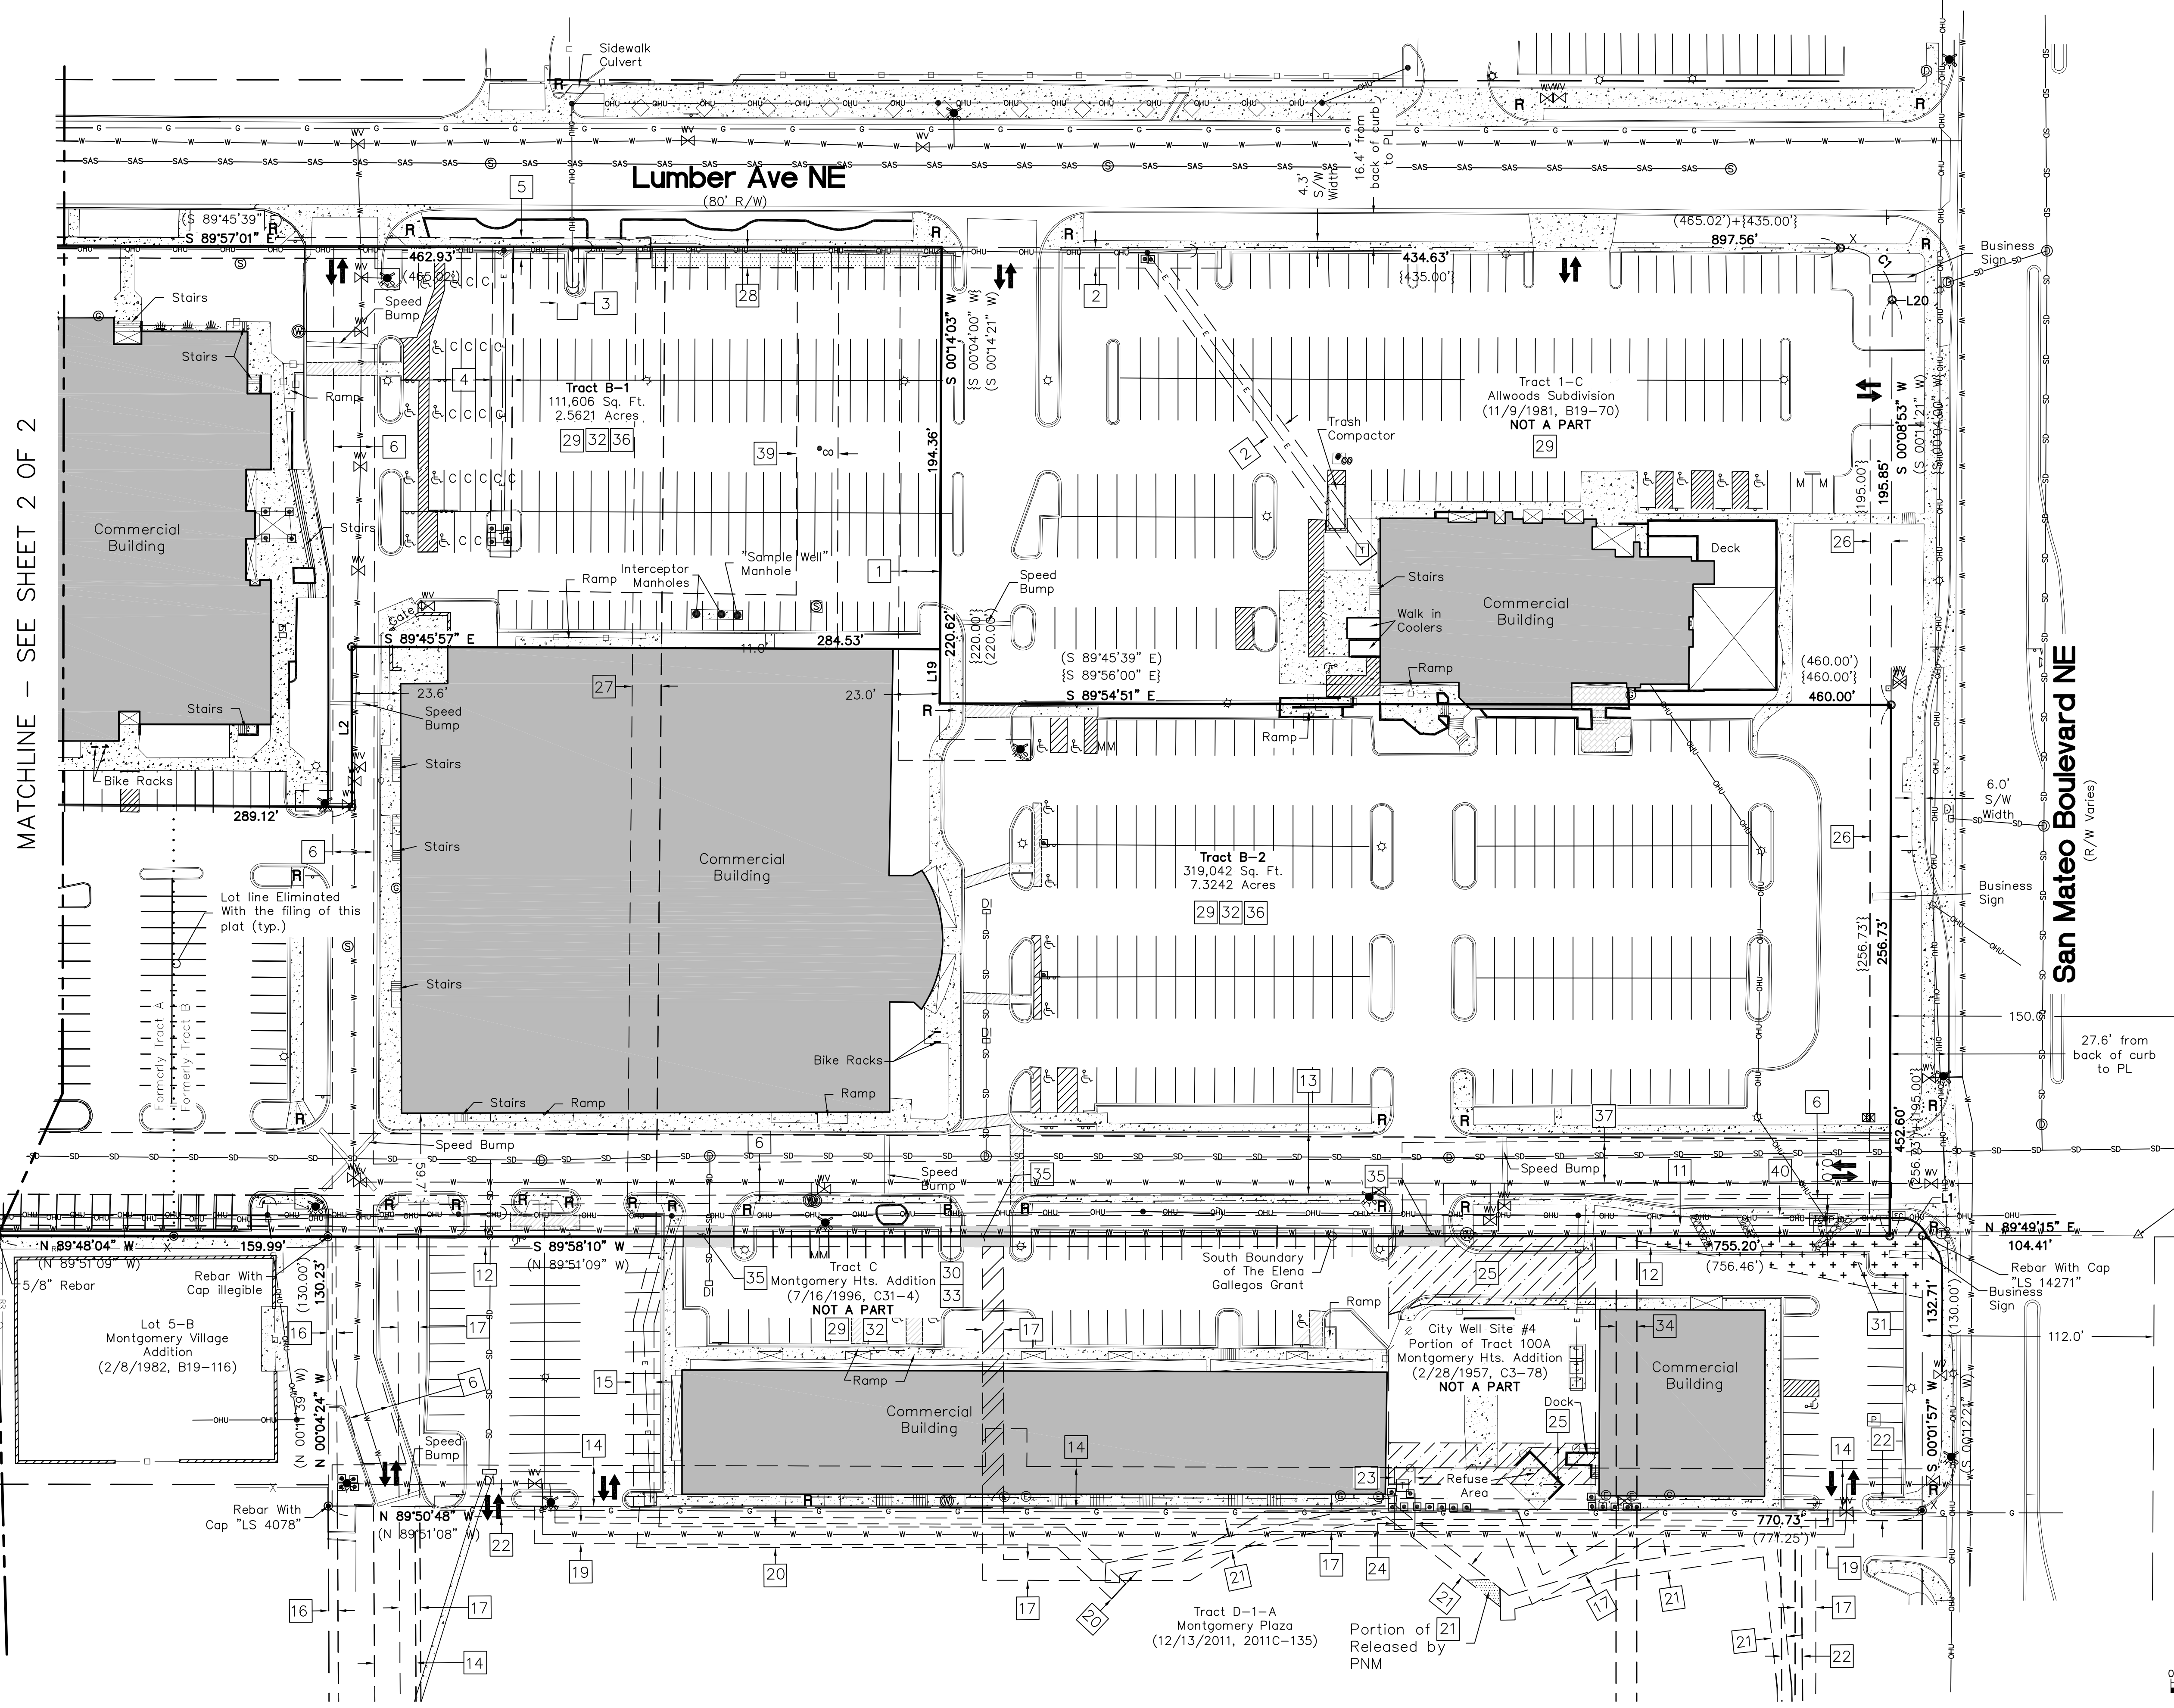 Sidewalk
Culvert
Lumber Ave NE
(80' R/W)
4.3'
S/W
Width
16.4' from
back of curb
to PL
(S 89°45'39" E)
S 89°57'01" E
462.93'
(465.02')
(465.02')+{435.00'}
897.56'
434.63'
{435.00'}
Business
Sign
C1
L20
5
3
28
2
Stairs
Speed
Bump
Stairs
Ramp
4
Tract B-1
111,606 Sq. Ft.
2.5621 Acres
29 32 36
6
39
S 00°14'03" W
{S 00°04'00" W}
(S 00°14'21" W)
194.36'
Tract 1-C
Allwoods Subdivision
(11/9/1981, B19-70)
NOT A PART
29
Trash
Compactor
2
S 00°08'53" W
(S 00°14'21" W)
{S 00°04'00" W}
195.85'
{195.00'}
MATCHLINE - SEE SHEET 2 OF 2
Commercial
Building
Stairs
"Sample Well"
Manhole
Interceptor
Manholes
Ramp
1
Speed
Bump
26
Deck
Stairs
Commercial
Building
Walk in
Coolers
Ramp
Gate
S 89°45'57" E
284.53'
11.0'
220.62'
{220.00'}
(220.00')
L19
(S 89°45'39" E)
{S 89°56'00" E}
S 89°54'51" E
(460.00')
{460.00'}
460.00'
23.6'
27
23.0'
L2
Speed
Bump
Stairs
Bike Racks
Stairs
Ramp
289.12'
6
Stairs
Commercial
Building
Tract B-2
319,042 Sq. Ft.
7.3242 Acres
29 32 36
26
6.0'
S/W
Width
San Mateo Boulevard NE
(R/W Varies)
Business
Sign
{256.73'}
256.73'
Lot line Eliminated
With the filing of this
plat (typ.)
Formerly Tract A
Formerly Tract B
Stairs
150.0'
27.6' from
back of curb
to PL
Bike Racks
13
Stairs
Ramp
Ramp
37
6
452.60'
(256.73')+(195.00')
Speed Bump
59.7'
6
Speed
Bump
35
35
Speed Bump
11
40
L1
N 89°48'04" W
(N 89°51'09" W)
159.99'
5/8" Rebar
Rebar With
Cap illegible
(130.00')
130.23'
12
S 89°58'10" W
(N 89°51'09" W)
35
Tract C
Montgomery Hts. Addition
(7/16/1996, C31-4)
NOT A PART
30
33
29 32
South Boundary
of The Elena
Gallegos Grant
25
12
755.20'
(756.46')
N 89°49'15" E
104.41'
Rebar With Cap
"LS 14271"
Business
Sign
132.71'
(130.00')
31
112.0'
Lot 5-B
Montgomery Village
Addition
(2/8/1982, B19-116)
16
17
17
Ramp
City Well Site #4
Portion of Tract 100A
Montgomery Hts. Addition
(2/28/1957, C3-78)
NOT A PART
34
Commercial
Building
6
15
Ramp
Commercial
Building
Dock
25
(N 00°11'39" W)
N 00°04'24" W
Speed
Bump
14
14
23
Refuse
Area
22
14
S 00°01'57" W
(S 00°12'21" W)
Rebar With
Cap "LS 4078"
N 89°50'48" W
(N 89°51'08" W)
22
19
20
17
24
770.73'
(771.25')
19
16
17
17
20
21
21
17
21
17
Tract D-1-A
Montgomery Plaza
(12/13/2011, 2011C-135)
Portion of 21
Released by
PNM
21
22
14